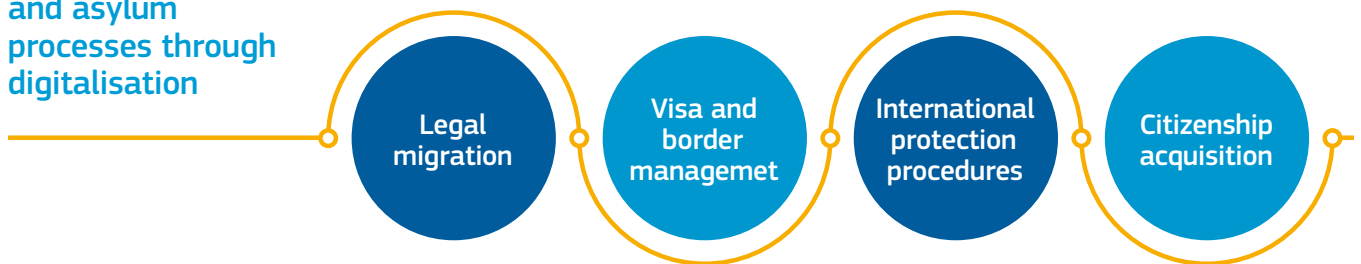 and asylum
processes through
digitalisation
Legal
migration
Visa and
border
managemet
International
protection
procedures
Citizenship
acquisition